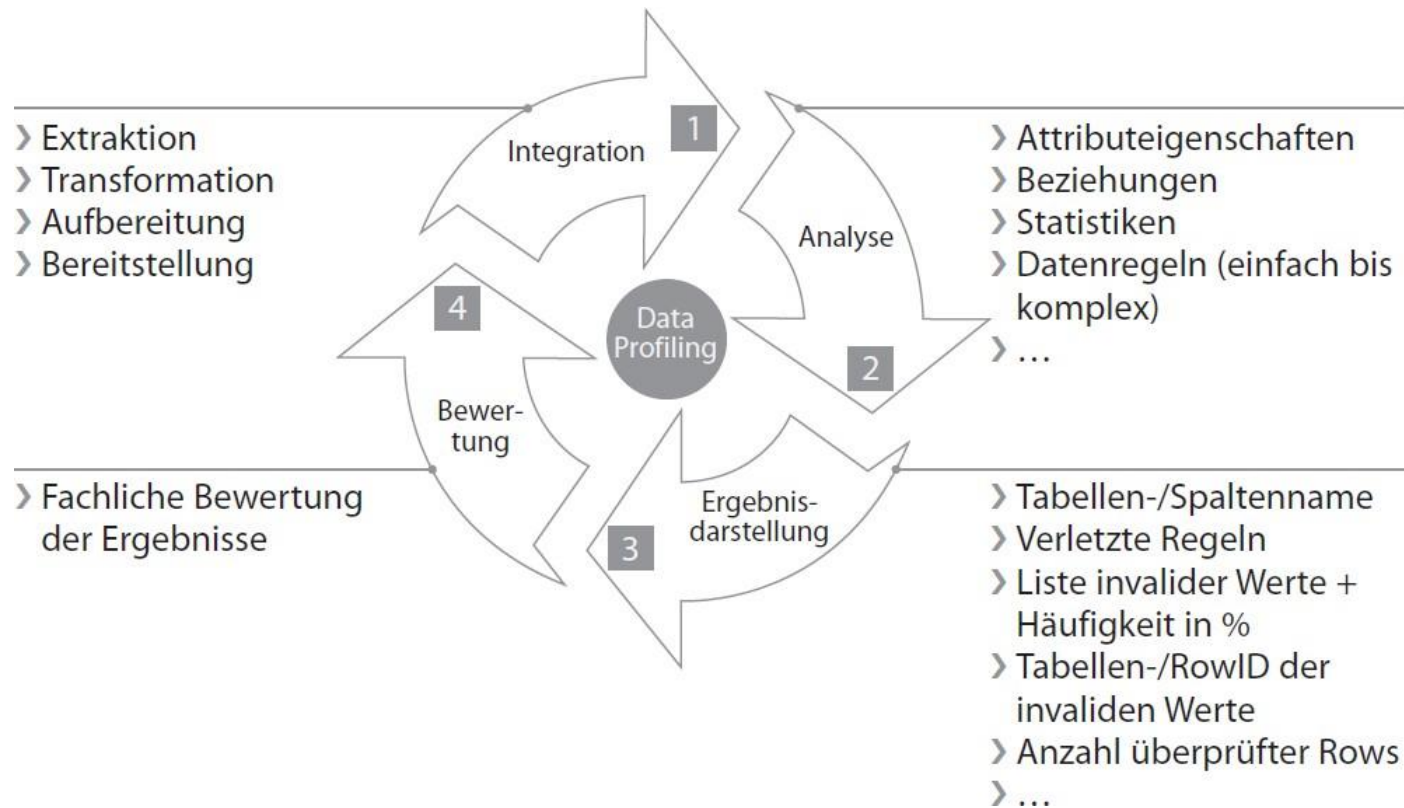 1
Integration
❯ Extraktion
❯ Transformation
❯ Aufbereitung
❯ Bereitstellung
Analyse
2
❯ Attributeigenschaften
❯ Beziehungen
❯ Statistiken
❯ Datenregeln (einfach bis
komplex)
❯ …
Data
Profiling
Ergebnis-
darstellung
3
❯ Tabellen-/Spaltenname
❯ Verletzte Regeln
❯ Liste invalider Werte +
Häufigkeit in %
❯ Tabellen-/RowID der
invaliden Werte
❯ Anzahl überprüfter Rows
❯ …
4
Bewer-
tung
❯ Fachliche Bewertung
der Ergebnisse